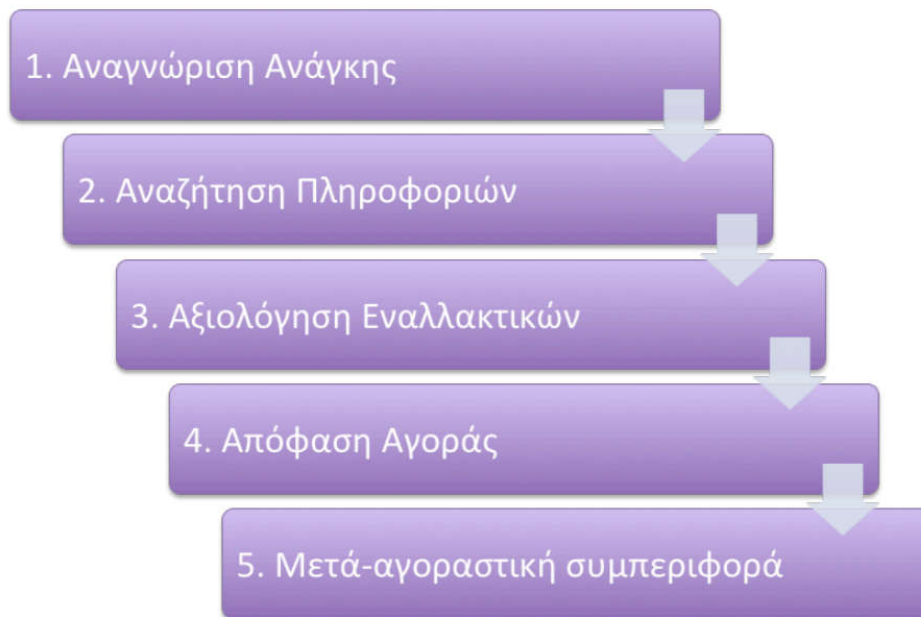 1. Αναγνώριση Ανάγκης
2. Αναζήτηση Πληροφοριών
3. Αξιολόγηση Εναλλακτικών
4. Απόφαση Αγοράς
5. Μετά-αγοραστική συμπεριφορά